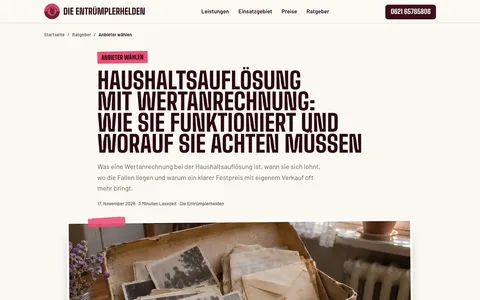 DIE ENTRÜMPLERHELDEN
Leistungen Einsatzgebiet Preise Ratgeber
0621 65765806
Startseite / Ratgeber / Anbieter wählen
ANBIETER WÄHLEN
HAUSHALTSAUFLÖSUNG
MIT WERTANRECHNUNG:
WIE SIE FUNKTIONIERT UND
WORAUF SIE ACHTEN MÜSSEN
Was eine Wertanrechnung bei der Haushaltsauflösung ist, wann sie sich lohnt,
wo die Fallen liegen und warum ein klarer Festpreis mit eigenem Verkauf oft
mehr bringt.
17. November 2026 · 7 Minuten Lesezeit · Die Entrümplerhelden